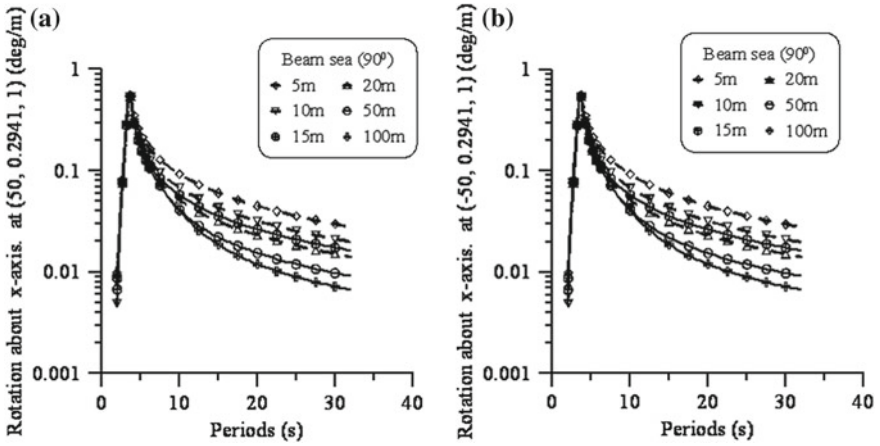 (a)
Rotation about x-axis. at (50, 0.2941, 1) (deg/m)
1
0.1
0.01
0.001
Beam sea (90⁰)
5m 20m
10m 50m
15m 100m
0 10 20 30 40
Periods (s)
(b)
Rotation about x-axis. at (-50, 0.2941, 1) (deg/m)
1
0.1
0.01
0.001
Beam sea (90⁰)
5m 20m
10m 50m
15m 100m
0 10 20 30 40
Periods (s)